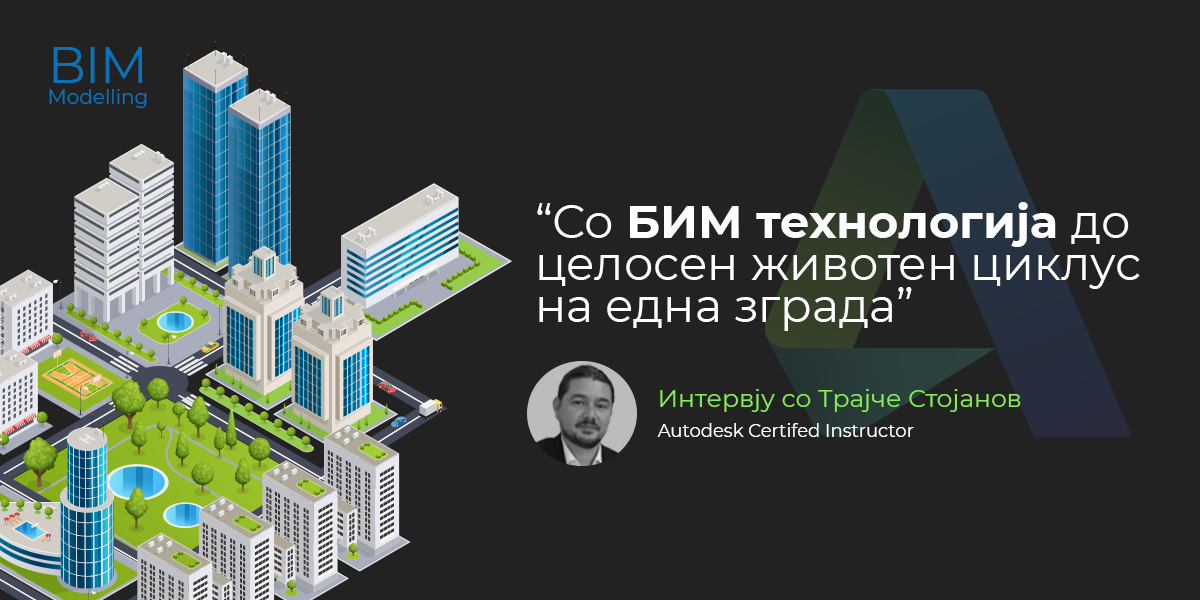 BIM
Modelling
“Со БИМ технологија до
целосен животен циклус
на една зграда”
Интервју со Трајче Стојанов
Autodesk Certifed Instructor
H